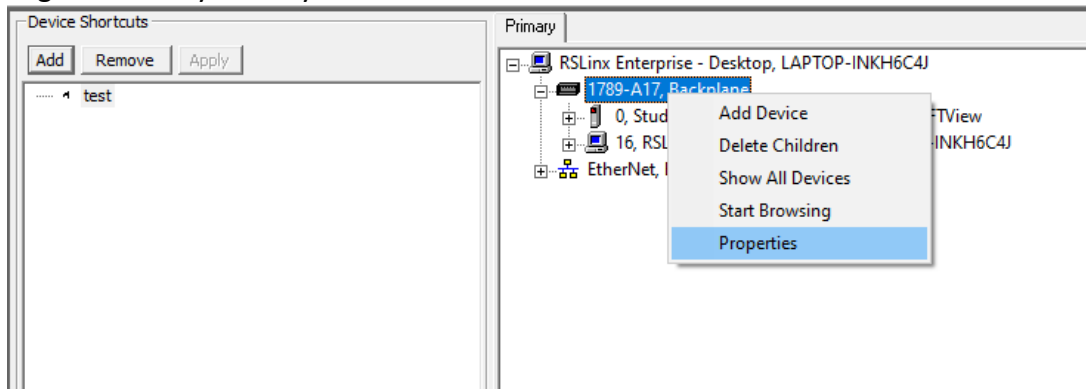 Device Shortcuts
Add Remove Apply
test
Primary
RSLinx Enterprise - Desktop, LAPTOP-INKH6C4J
1789-A17, Backplane
0, Stud
TView
16, RSL
INKH6C4J
EtherNet,
Add Device
Delete Children
Show All Devices
Start Browsing
Properties